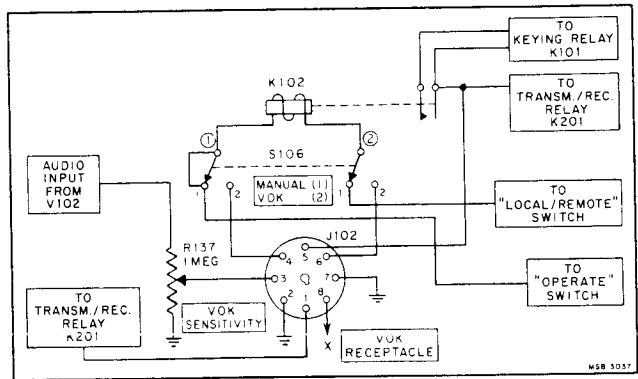 TO
KEYING RELAY
K101
K102
TO
TRANSM./REC.
RELAY
K201
①
②
S106
AUDIO
INPUT
FROM
V102
1
2
MANUAL (1)
VOK (2)
1
2
TO
"LOCAL/REMOTE"
SWITCH
R137
1 MEG
J102
4
5
6
3
7
2
1
8
TO
"OPERATE"
SWITCH
TO
TRANSM./REC.
RELAY
K201
VOK
SENSITIVITY
X
VOK
RECEPTACLE
MSB 3037